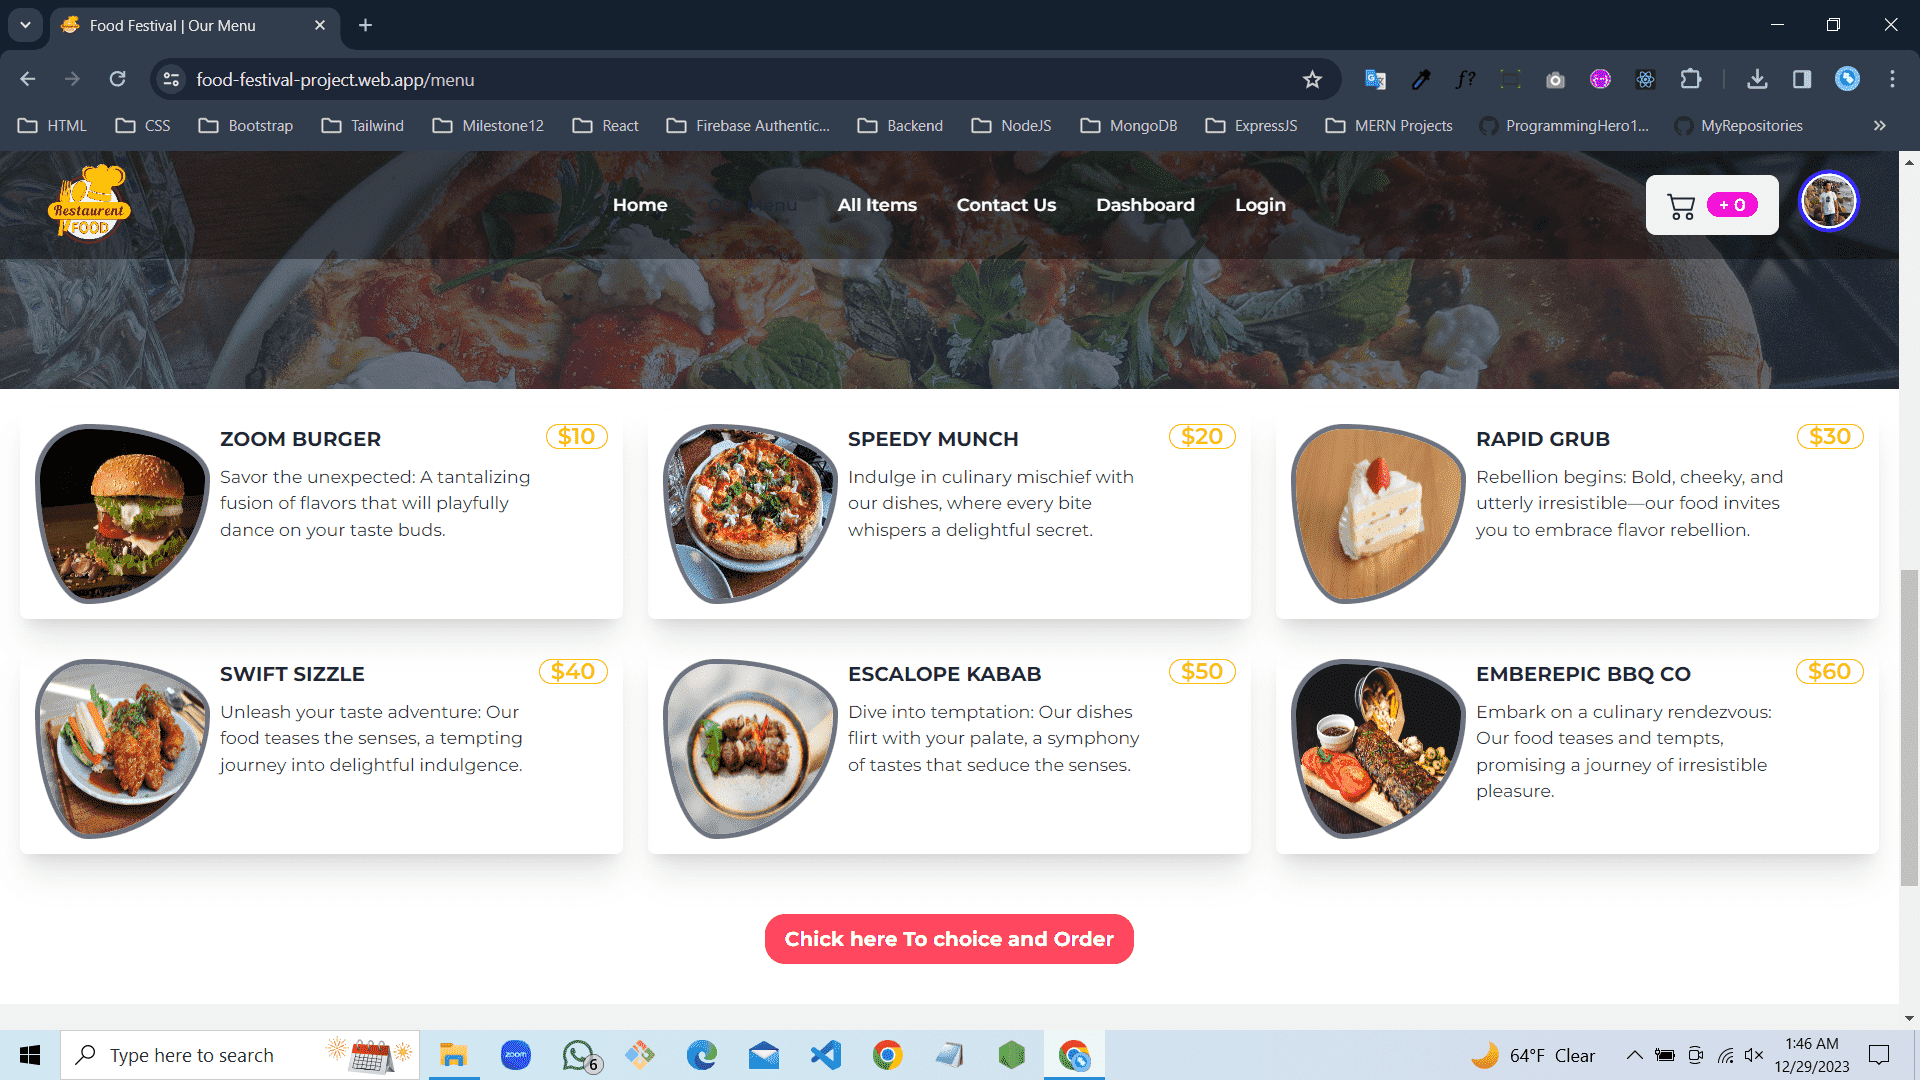 Food Festival | Our Menu
food-festival-project.web.app/menu
HTML
CSS
Bootstrap
Tailwind
Milestone12
React
Firebase Authentic...
Backend
NodeJS
MongoDB
ExpressJS
MERN Projects
ProgrammingHero1...
MyRepositories
»
Restaurent
FOOD
Home
Our Menu
All Items
Contact Us
Dashboard
Login
+ 0
ZOOM BURGER
$10
Savor the unexpected: A tantalizing
fusion of flavors that will playfully
dance on your taste buds.
SPEEDY MUNCH
$20
Indulge in culinary mischief with
our dishes, where every bite
whispers a delightful secret.
RAPID GRUB
$30
Rebellion begins: Bold, cheeky, and
utterly irresistible—our food invites
you to embrace flavor rebellion.
SWIFT SIZZLE
$40
Unleash your taste adventure: Our
food teases the senses, a tempting
journey into delightful indulgence.
ESCALOPE KABAB
$50
Dive into temptation: Our dishes
flirt with your palate, a symphony
of tastes that seduce the senses.
EMBEREPIC BBQ CO
$60
Embark on a culinary rendezvous:
Our food teases and tempts,
promising a journey of irresistible
pleasure.
Chick here To choice and Order
Type here to search
zoom
6
64°F Clear
1:46 AM
12/29/2023